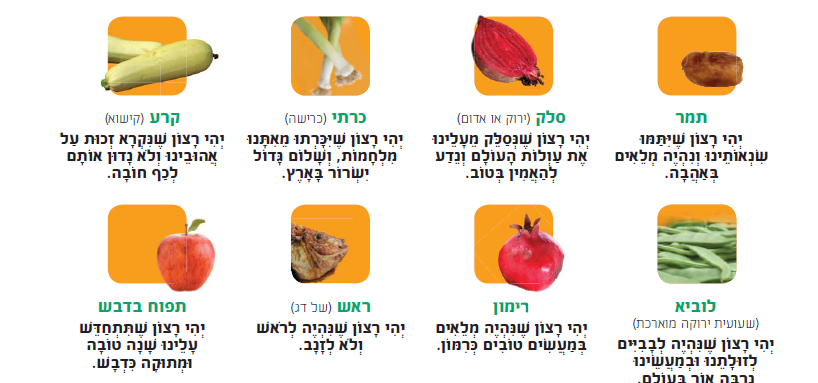 תמר
יְהִי רָצוֹן שֶׁיִּתַּמּוּ
שִׂנְאוֹתֵינוּ וְנִהְיֶה מְלֵאִים
בְּאַהֲבָה.
סלק (ירוק או אדום)
יְהִי רָצוֹן שֶׁנְּסַלֵּק מֵעָלֵינוּ
אֶת עַוְלוֹת הָעוֹלָם וְנֵדַע
לְהַאֲמִין בְּטוֹב.
כרתי (כרישה)
יְהִי רָצוֹן שֶׁיִּכָּרְתוּ מֵאִתָּנוּ
מִלְחָמוֹת, וְשָׁלוֹם גָּדוֹל
יִשְׂרוֹר בָּאָרֶץ.
קרע (קישוא)
יְהִי רָצוֹן שֶׁנִּקְרָא זְכוּת עַל
אֲהוּבֵינוּ וְלֹא נָדוּן אוֹתָם
לְכַף חוֹבָה.
לוביא
(שעועית ירוקה מוארכת)
יְהִי רָצוֹן שֶׁנִּהְיֶה לְבָבִיִּים
לְזוּלָתֵנוּ וּבְמַעֲשֵׂינוּ
נַרְבֶּה אוֹר בָּעוֹלָם.
רימון
יְהִי רָצוֹן שֶׁנִּהְיֶה מְלֵאִים
בְּמַעֲשִׂים טוֹבִים כְּרִמּוֹן.
ראש (של דג)
יְהִי רָצוֹן שֶׁנִּהְיֶה לְרֹאשׁ
וְלֹא לְזָנָב.
תפוח בדבש
יְהִי רָצוֹן שֶׁתִּתְחַדֵּשׁ
עָלֵינוּ שָׁנָה טוֹבָה
וּמְתוּקָה כִּדְבָשׁ.